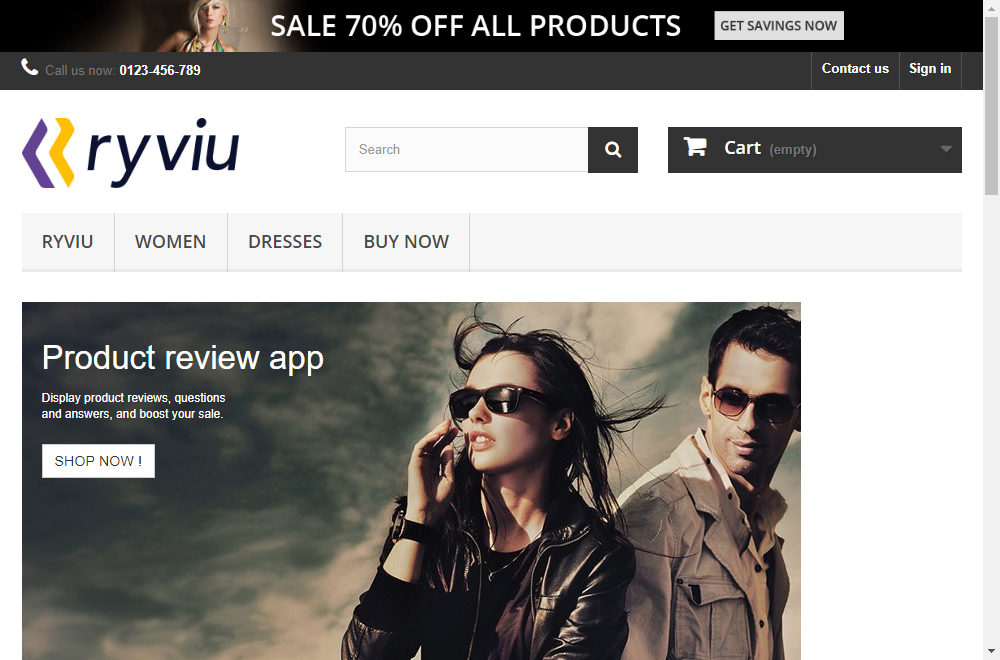 SALE 70% OFF ALL PRODUCTS
GET SAVINGS NOW
Call us now: 0123-456-789
Contact us
Sign in
ryviu
Search
Cart (empty)
RYVIU
WOMEN
DRESSES
BUY NOW
Product review app
Display product reviews, questions
and answers, and boost your sale.
SHOP NOW !